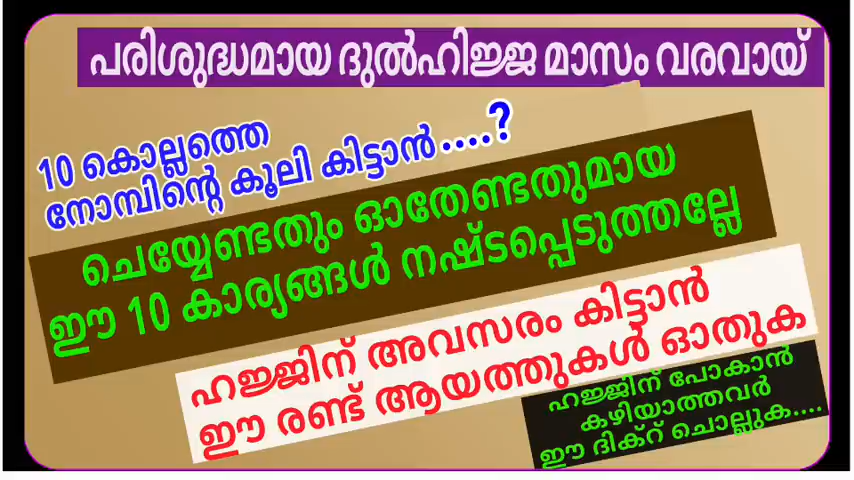 പരിശുദ്ധമായ ദുൽഹിജ്ജ മാസം വരവായ്
10 കൊല്ലത്തെ
നോമ്പിന്റെ കൂലി കിട്ടാൻ ....?
ചെയ്യേണ്ടതും ഓതേണ്ടതുമായ
ഈ 10 കാര്യങ്ങൾ നഷ്ടപ്പെടുത്തല്ലേ
ഹജ്ജിന് അവസരം കിട്ടാൻ
ഈ രണ്ട് ആയത്തുകൾ ഓതുക
ഹജ്ജിന് പോകാൻ
കഴിയാത്തവർ
ഈ ദിക്റ് ചൊല്ലുക....